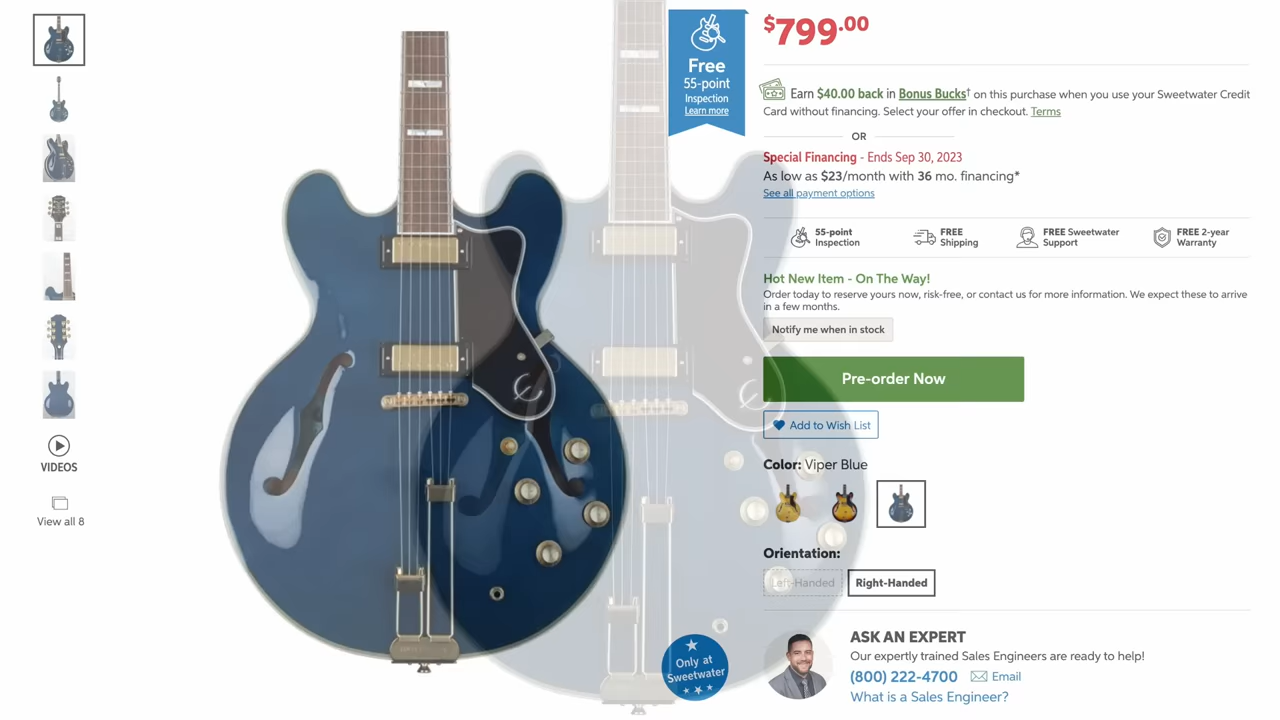 VIDEOS
View all 8
Free
55-point
Inspection
Learn more
$799.00
Earn $40.00 back in Bonus Bucks† on this purchase when you use your Sweetwater Credit
Card without financing. Select your offer in checkout. Terms
OR
Special Financing - Ends Sep 30, 2023
As low as $23/month with 36 mo. financing*
See all payment options
55-point
Inspection
FREE
Shipping
FREE Sweetwater
Support
FREE 2-year
Warranty
Hot New Item - On The Way!
Order today to reserve yours now, risk-free, or contact us for more information. We expect these to arrive
in a few months.
Notify me when in stock
Pre-order Now
Add to Wish List
Color: Viper Blue
Orientation:
Left-Handed
Right-Handed
Only at
Sweetwater
ASK AN EXPERT
Our expertly trained Sales Engineers are ready to help!
(800) 222-4700 Email
What is a Sales Engineer?